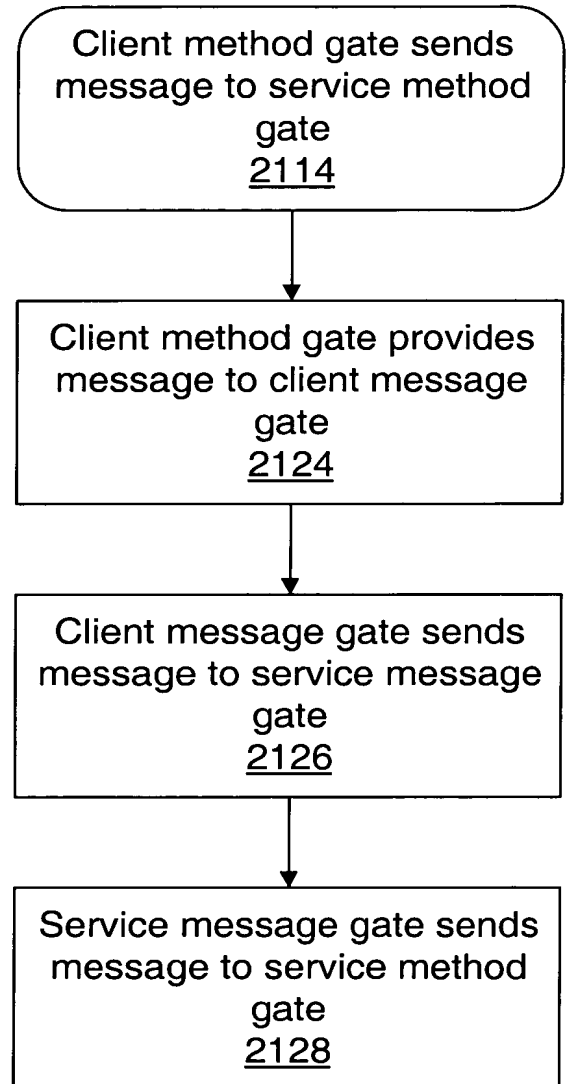 Client method gate sends
message to service method
gate
2114
Client method gate provides
message to client message
gate
2124
Client message gate sends
message to service message
gate
2126
Service message gate sends
message to service method
gate
2128